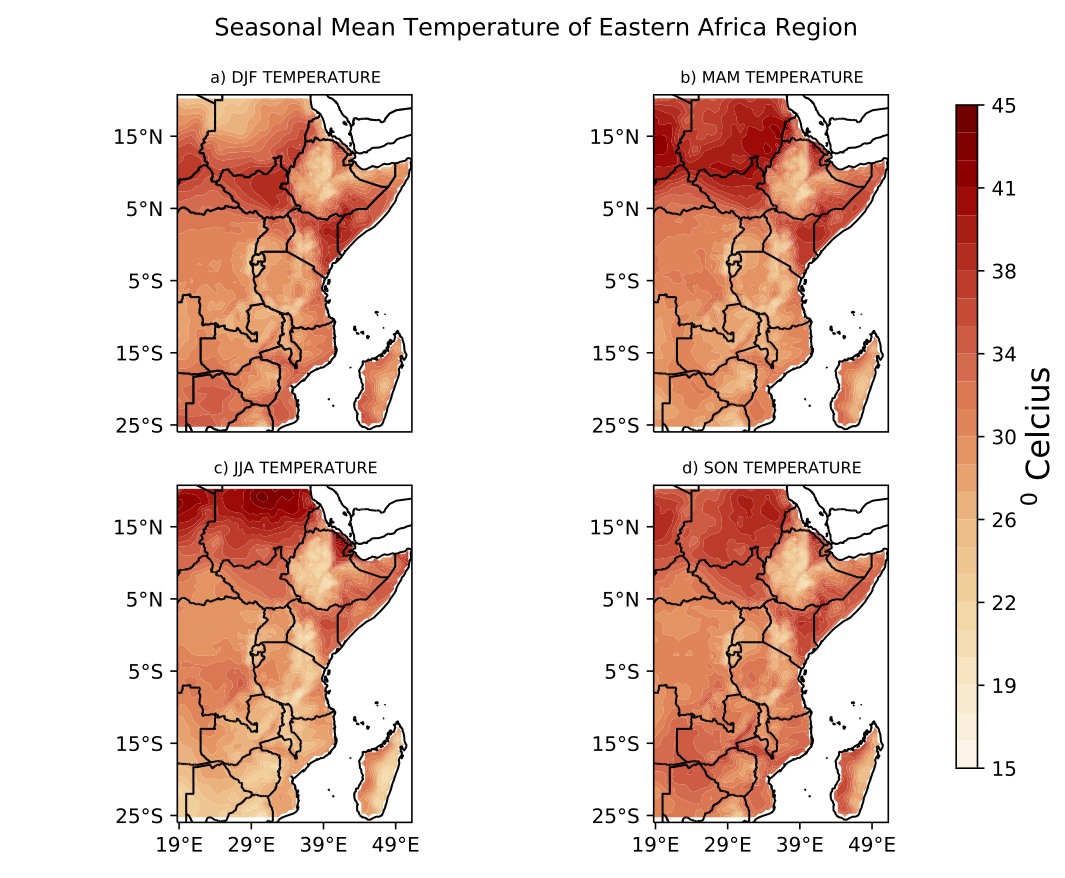 Seasonal Mean Temperature of Eastern Africa Region
a) DJF TEMPERATURE
b) MAM TEMPERATURE
15°N
5°N
5°S
15°S
25°S
15°N
5°N
5°S
15°S
25°S
c) JJA TEMPERATURE
d) SON TEMPERATURE
15°N
5°N
5°S
15°S
25°S
19°E 29°E 39°E 49°E
15°N
5°N
5°S
15°S
25°S
19°E 29°E 39°E 49°E
45
41
38
34
30
26
22
19
15
⁰ Celcius